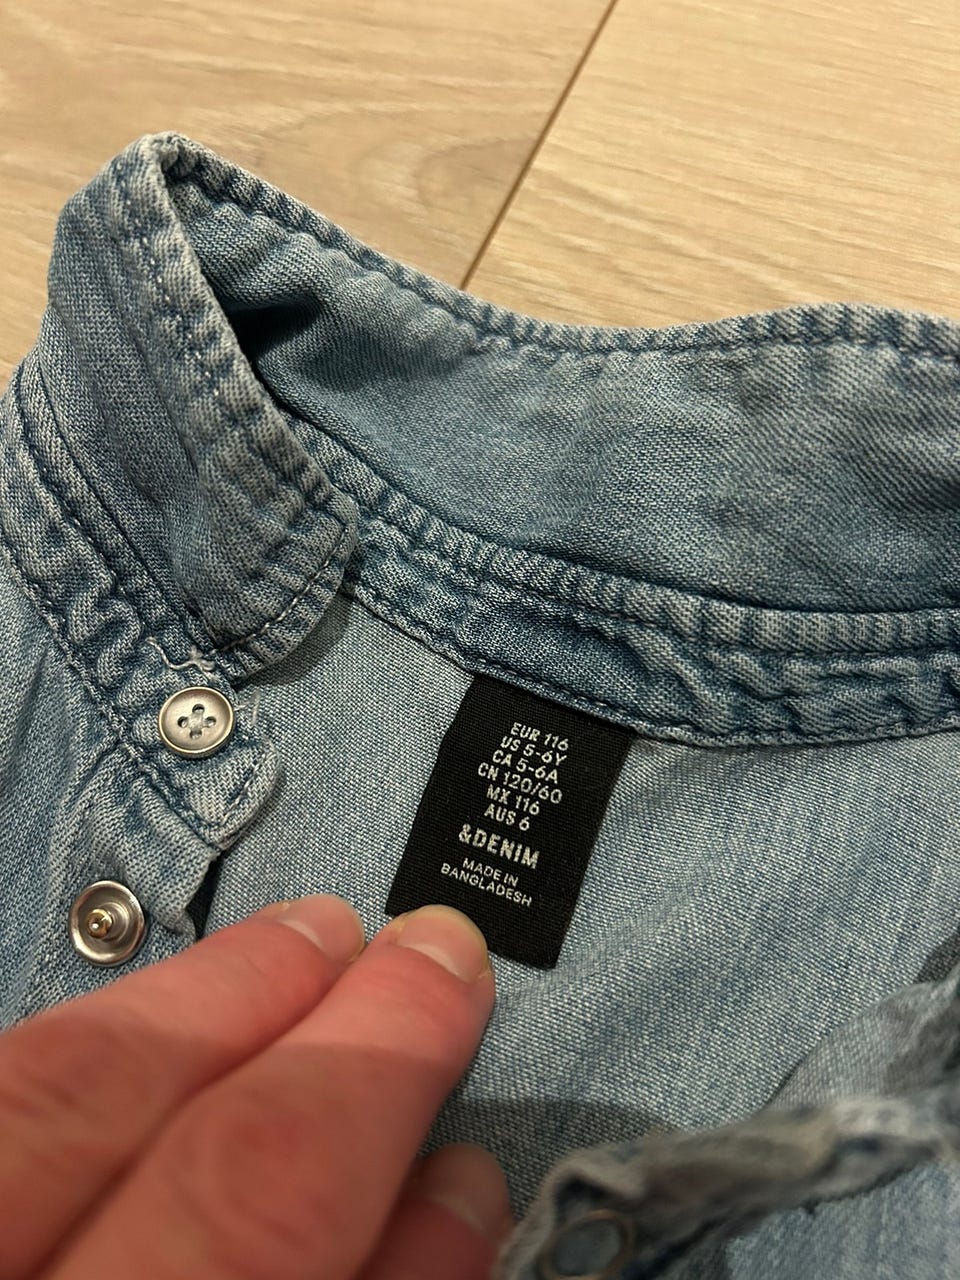 EUR 116
US 5-6Y
CA 5-6A
CN 120/60
MX 116
AUS 6
&DENIM
MADE IN
BANGLADESH